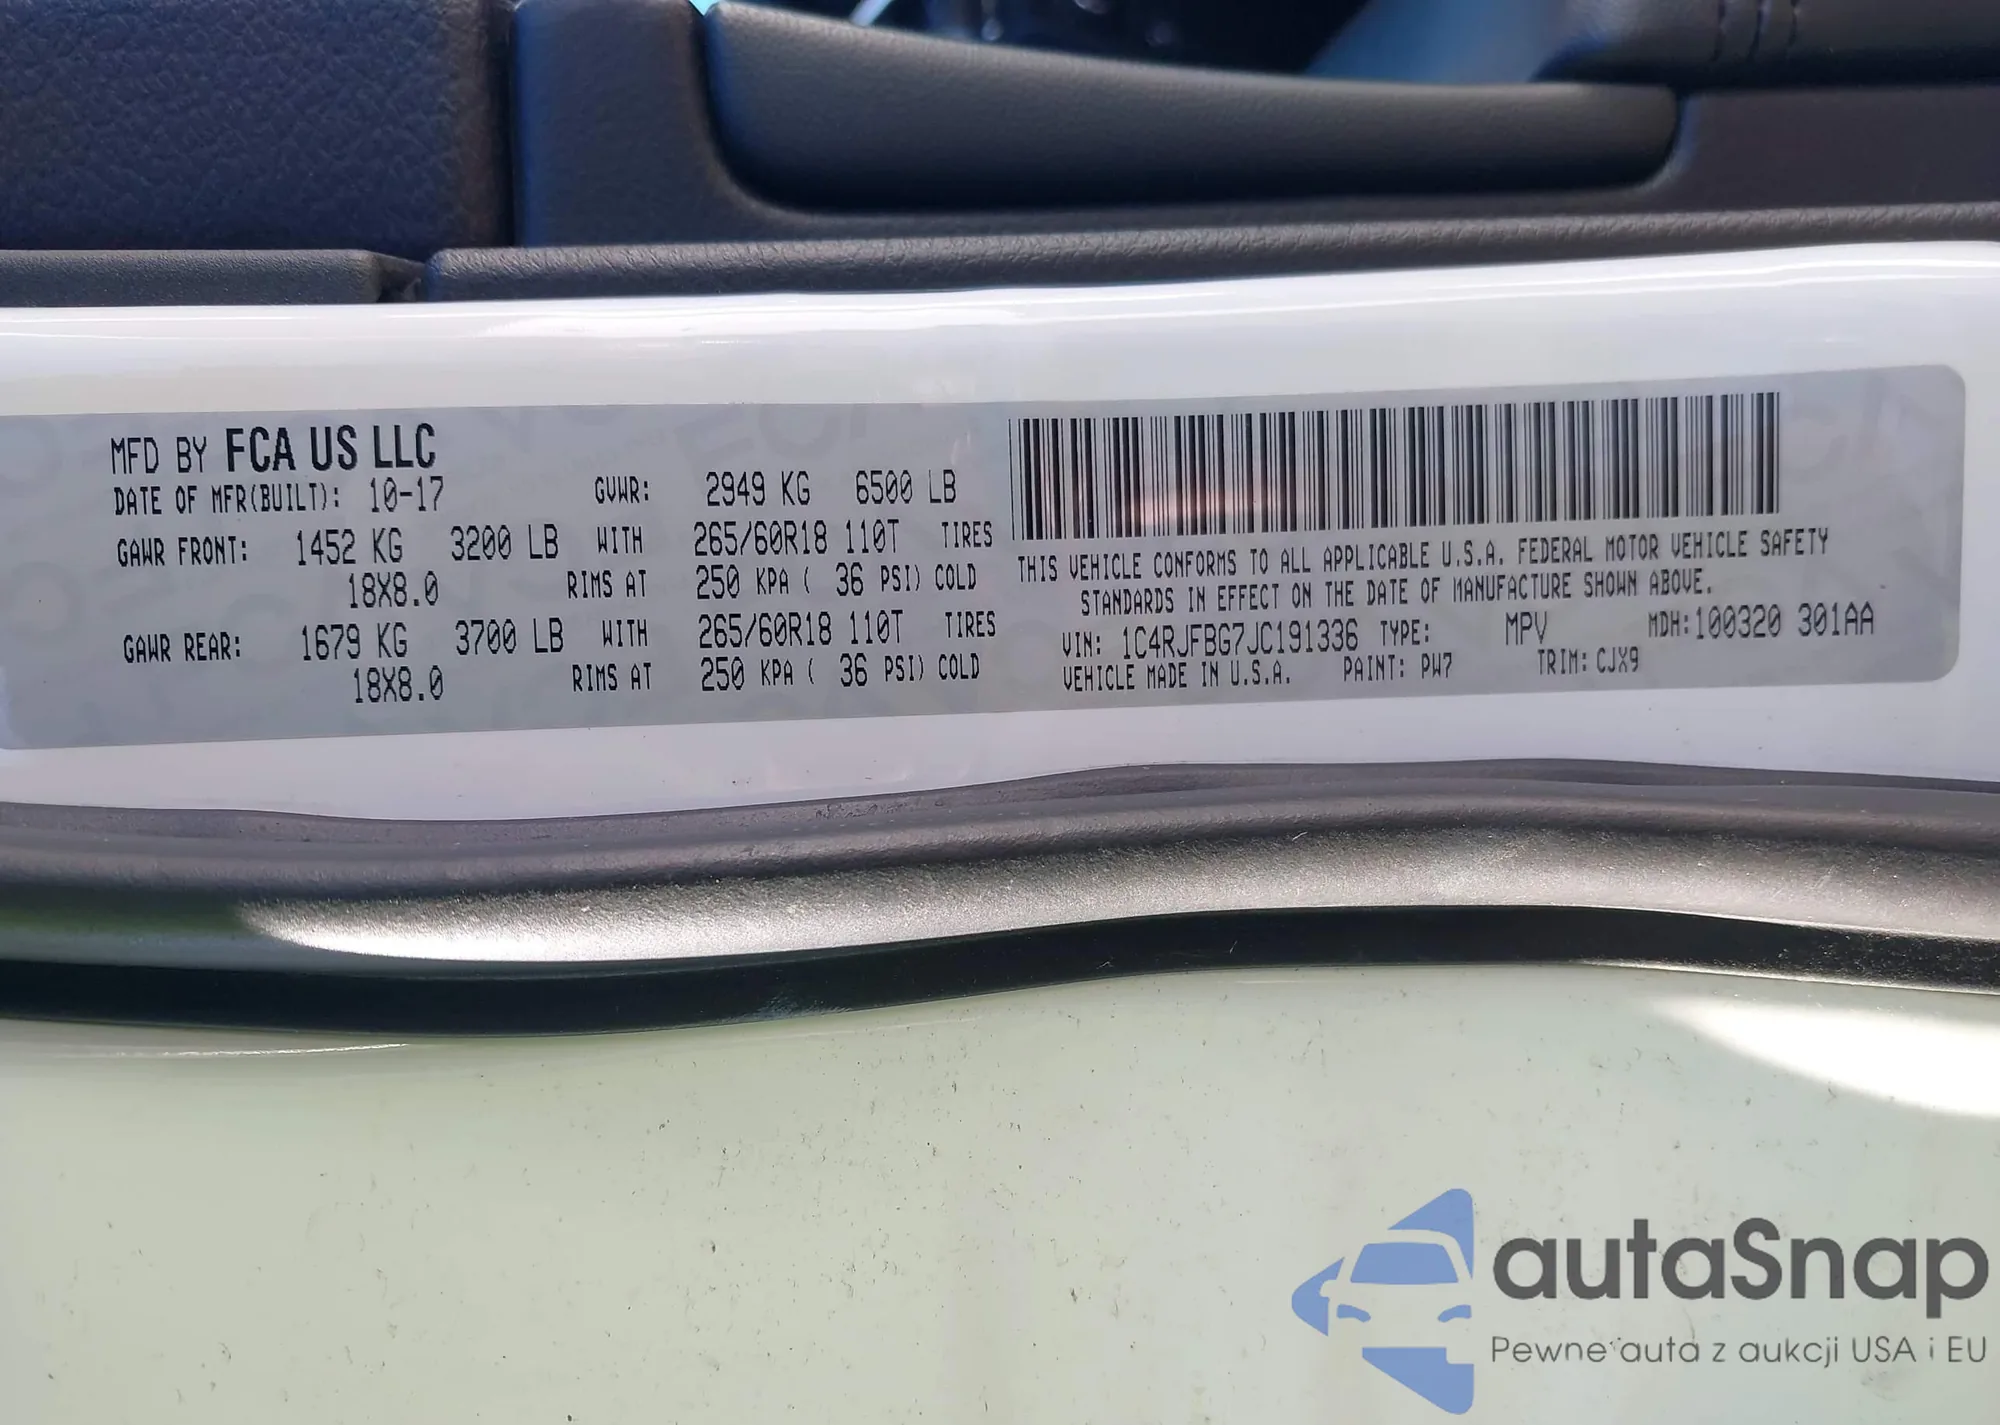 MFD BY FCA US LLC
DATE OF MFR(BUILT): 10-17 GVWR: 2949 KG 6500 LB
GAWR FRONT: 1452 KG 3200 LB WITH 265/60R18 110T TIRES
18X8.0 RIMS AT 250 KPA ( 36 PSI) COLD
GAWR REAR: 1679 KG 3700 LB WITH 265/60R18 110T TIRES
18X8.0 RIMS AT 250 KPA ( 36 PSI) COLD
THIS VEHICLE CONFORMS TO ALL APPLICABLE U.S.A. FEDERAL MOTOR VEHICLE SAFETY
STANDARDS IN EFFECT ON THE DATE OF MANUFACTURE SHOWN ABOVE.
VIN: 1C4RJFBG7JC191336 TYPE: MPV MDH:100320 301AA
VEHICLE MADE IN U.S.A. PAINT: PW7 TRIM: CJX9
autaSnap
Pewne auta z aukcji USA i EU